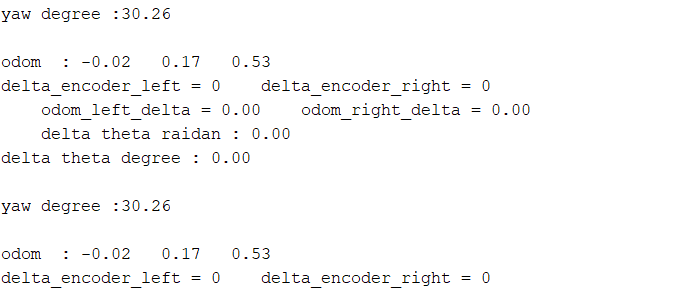 yaw degree :30.26
odom  : -0.02   0.17   0.53
delta_encoder_left = 0    delta_encoder_right = 0
    odom_left_delta = 0.00    odom_right_delta = 0.00
    delta theta raidan : 0.00
delta theta degree : 0.00
yaw degree :30.26
odom  : -0.02   0.17   0.53
delta_encoder_left = 0    delta_encoder_right = 0